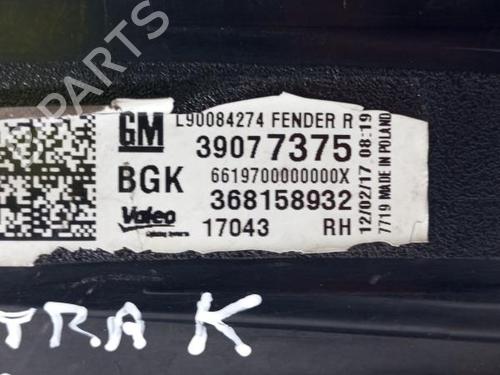 PARTS
GM L90084274 FENDER R
39077375
BGK 6619700000000X
368158932
Valeo
17043 RH
12/02/17 08:19
7719 MADE IN POLAND
TRA K